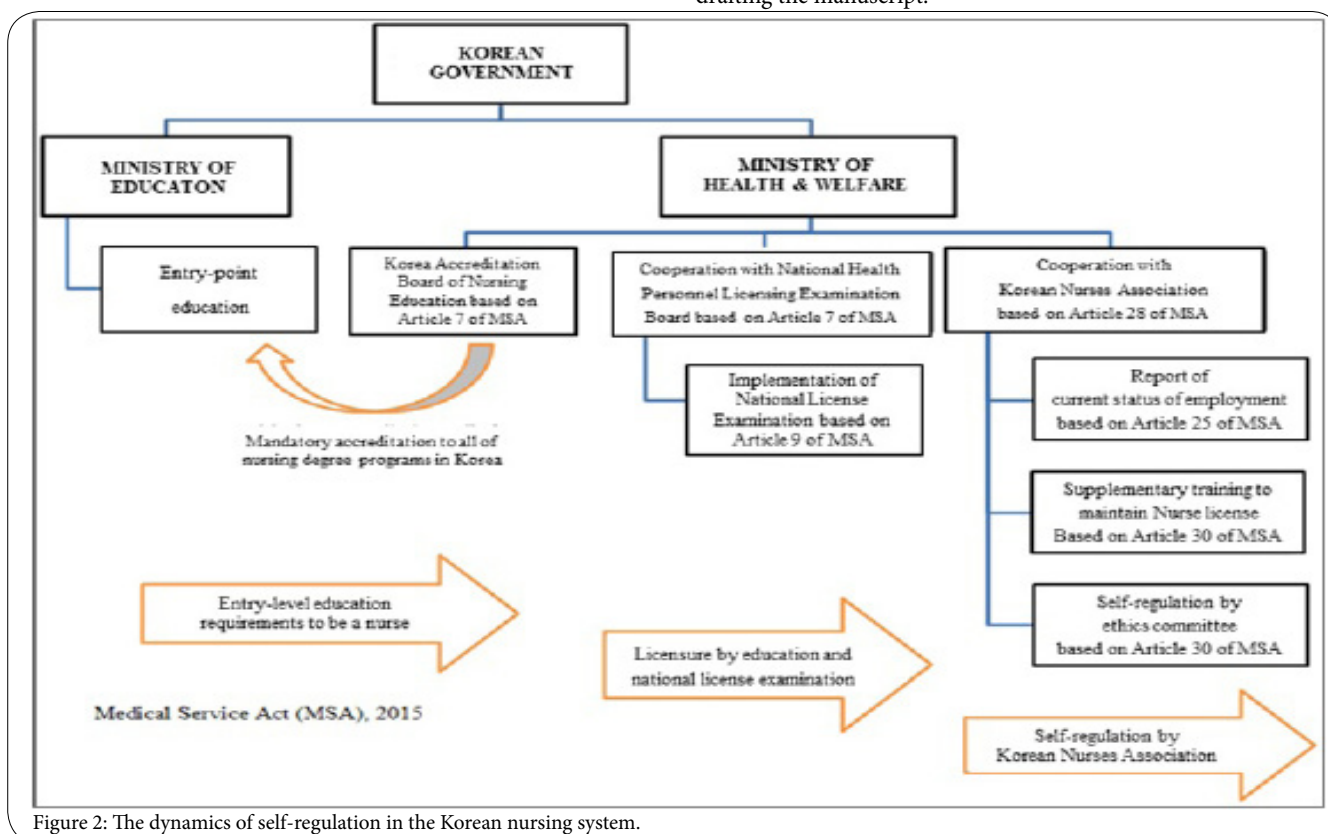 drafting the manuscript.
KOREAN
GOVERNMENT
MINISTRY OF
EDUCATON
MINISTRY OF
HEALTH & WELFARE
Entry-point
education
Korea Accreditation
Board of Nursing
Education based on
Article 7 of MSA
Cooperation with National Health
Personnel Licensing Examination
Board based on Article 7 of MSA
Cooperation with
Korean Nurses Association
based on Article 28 of MSA
Implementation of
National License
Examination based on
Article 9 of MSA
Report of
current status of employment
based on Article 25 of MSA
Mandatory accreditation to all of
nursing degree programs in Korea
Supplementary training to
maintain Nurse license
Based on Article 30 of MSA
Entry-level education
requirements to be a nurse
Self-regulation by
ethics committee
based on Article 30 of MSA
Licensure by education and
national license examination
Medical Service Act (MSA), 2015
Self-regulation by
Korean Nurses Association
Figure 2: The dynamics of self-regulation in the Korean nursing system.